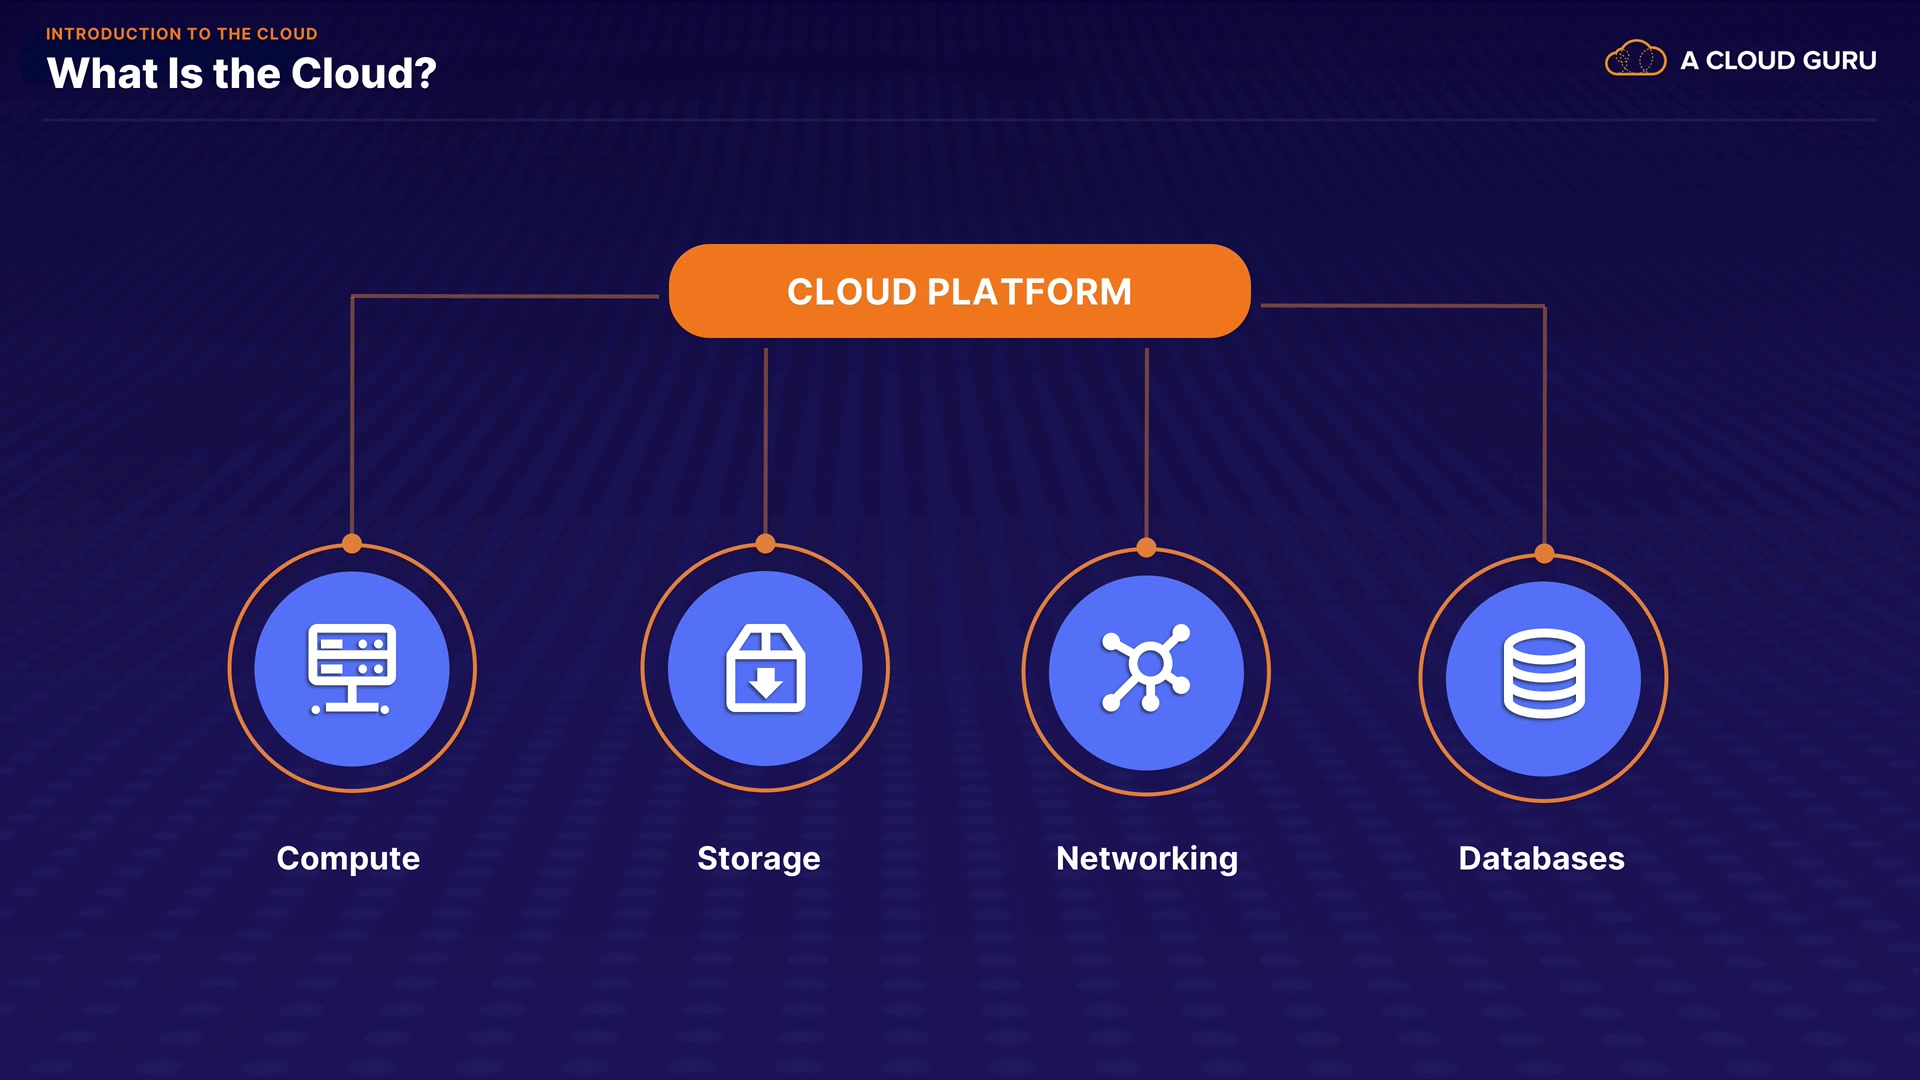 INTRODUCTION TO THE CLOUD
What Is the Cloud?
A CLOUD GURU
CLOUD PLATFORM
Compute
Storage
Networking
Databases